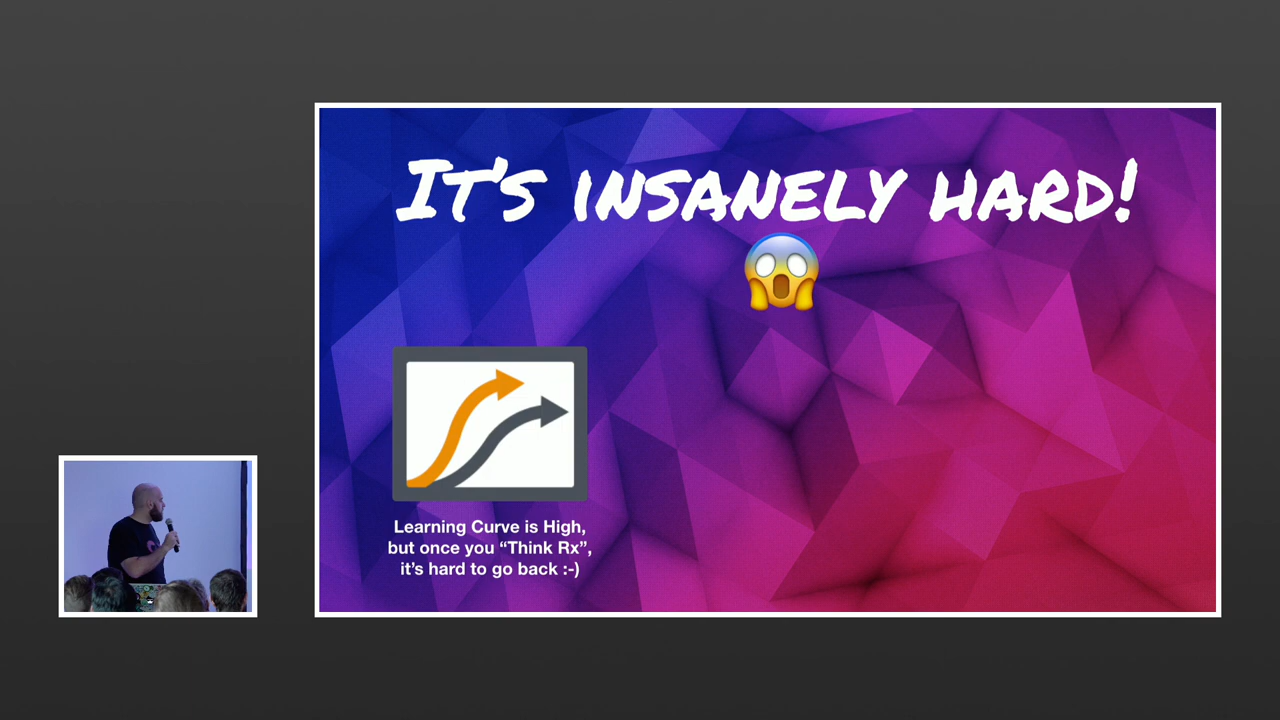 It's insanely hard!
Learning Curve is High,
but once you “Think Rx”,
it’s hard to go back :-)